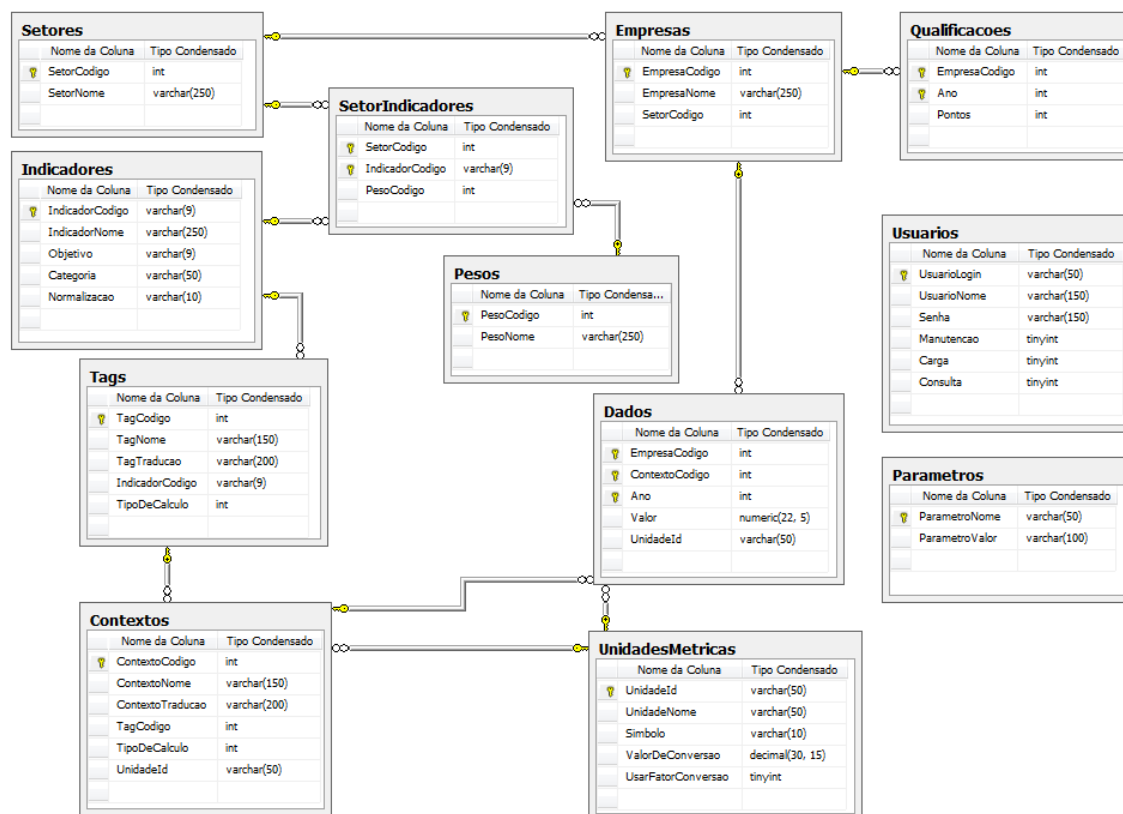 Setores
Nome da Coluna Tipo Condensado
SetorCodigo int
SetorNome varchar(250)
Empresas
Nome da Coluna Tipo Condensado
EmpresaCodigo int
EmpresaNome varchar(250)
SetorCodigo int
Qualificacoes
Nome da Coluna Tipo Condensado
EmpresaCodigo int
Ano int
Pontos int
SetorIndicadores
Nome da Coluna Tipo Condensado
SetorCodigo int
IndicadorCodigo varchar(9)
PesoCodigo int
Indicadores
Nome da Coluna Tipo Condensado
IndicadorCodigo varchar(9)
IndicadorNome varchar(250)
Objetivo varchar(9)
Categoria varchar(50)
Normalizacao varchar(10)
Usuarios
Nome da Coluna Tipo Condensado
UsuarioLogin varchar(50)
UsuarioNome varchar(150)
Senha varchar(150)
Manutencao tinyint
Carga tinyint
Consulta tinyint
Pesos
Nome da Coluna Tipo Condensa...
PesoCodigo int
PesoNome varchar(250)
Tags
Nome da Coluna Tipo Condensado
TagCodigo int
TagNome varchar(150)
TagTraducao varchar(200)
IndicadorCodigo varchar(9)
TipoDeCalculo int
Dados
Nome da Coluna Tipo Condensado
EmpresaCodigo int
ContextoCodigo int
Ano int
Valor numeric(22, 5)
UnidadeId varchar(50)
Parametros
Nome da Coluna Tipo Condensado
ParametroNome varchar(50)
ParametroValor varchar(100)
Contextos
Nome da Coluna Tipo Condensado
ContextoCodigo int
ContextoNome varchar(150)
ContextoTraducao varchar(200)
TagCodigo int
TipoDeCalculo int
UnidadeId varchar(50)
UnidadesMetricas
Nome da Coluna Tipo Condensado
UnidadeId varchar(50)
UnidadeNome varchar(50)
Simbolo varchar(10)
ValorDeConversao decimal(30, 15)
UsarFatorConversao tinyint